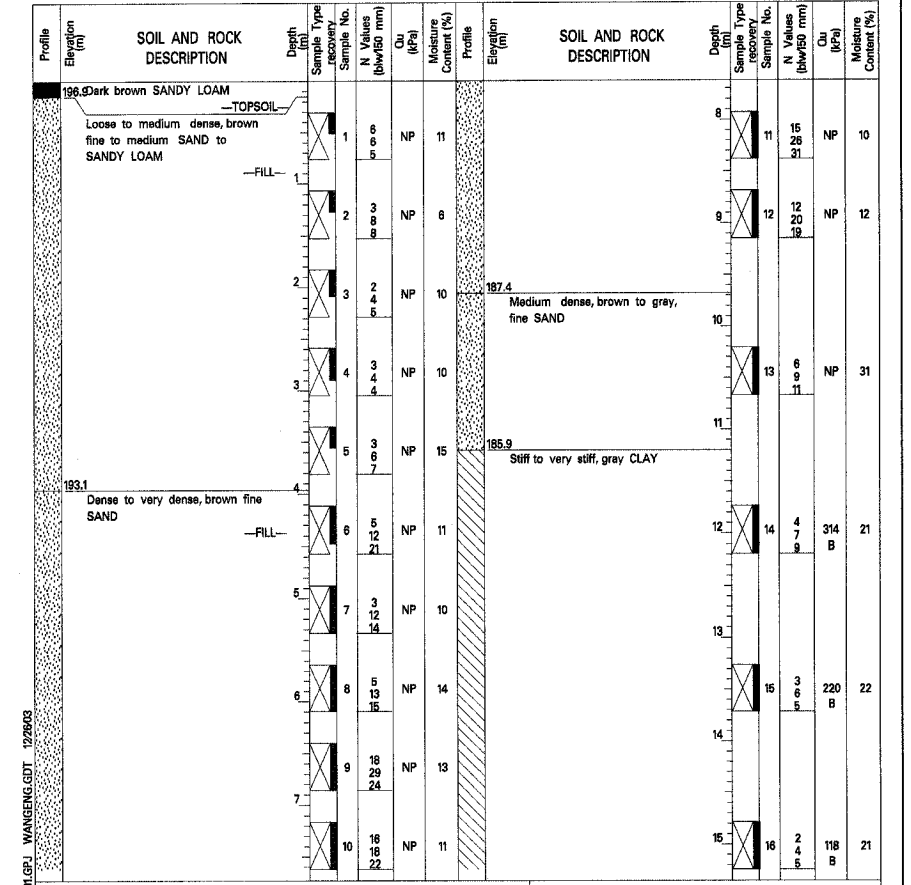 Profile
Elevation (m)
SOIL AND ROCK
DESCRIPTION
Depth (m)
Sample Type
recovery
Sample No.
N Values
(blw/150 mm)
Qu
(kPa)
Moisture
Content (%)
196.9 Dark brown SANDY LOAM
—TOPSOIL—
Loose to medium dense, brown
fine to medium SAND to
SANDY LOAM
—FILL—
1
1 6 6 5 NP 11
2 3 8 8 NP 6
2
3 2 4 5 NP 10
4 3 4 4 NP 10
3
5 3 6 7 NP 15
193.1
4
Dense to very dense, brown fine
SAND
—FILL—
6 5 12 21 NP 11
5
7 3 12 14 NP 10
8 5 13 15 NP 14
6
9 18 29 24 NP 13
7
10 16 18 22 NP 11
Profile
Elevation (m)
SOIL AND ROCK
DESCRIPTION
Depth (m)
Sample Type
recovery
Sample No.
N Values
(blw/150 mm)
Qu
(kPa)
Moisture
Content (%)
8
11 15 26 31 NP 10
9
12 12 20 19 NP 12
187.4
Medium dense, brown to gray,
fine SAND
10
13 6 9 11 NP 31
11
185.9
Stiff to very stiff, gray CLAY
12
14 4 7 9 314 B 21
13
15 3 6 5 220 B 22
14
15
16 2 4 5 118 B 21
1.GPJ WANGENG.GDT 12/26/03